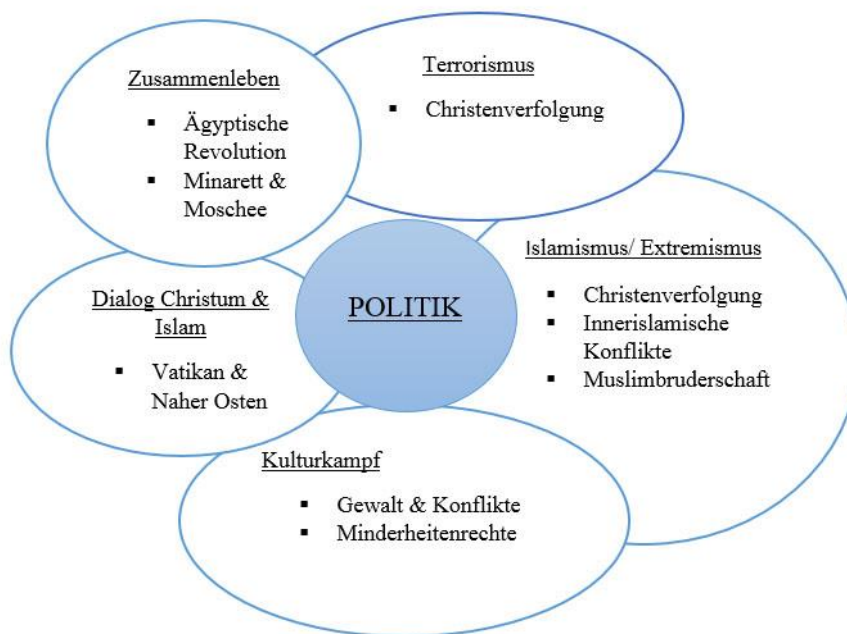 Zusammenleben
▪ Ägyptische
Revolution
▪ Minarett &
Moschee
Terrorismus
▪ Christenverfolgung
Islamismus/ Extremismus
▪ Christenverfolgung
▪ Innerislamische
Konflikte
▪ Muslimbruderschaft
POLITIK
Dialog Christum &
Islam
▪ Vatikan &
Naher Osten
Kulturkampf
▪ Gewalt & Konflikte
▪ Minderheitenrechte